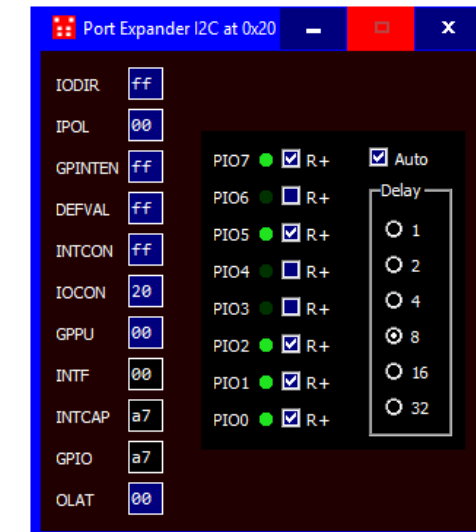 Port Expander I2C at 0x20
IODIR ff
IPOL 00
GPINTEN ff
DEFVAL ff
INTCON ff
IOCON 20
GPPU 00
INTF 00
INTCAP a7
GPIO a7
OLAT 00
PIO7 R+
PIO6 R+
PIO5 R+
PIO4 R+
PIO3 R+
PIO2 R+
PIO1 R+
PIO0 R+
Auto
Delay
1
2
4
8
16
32